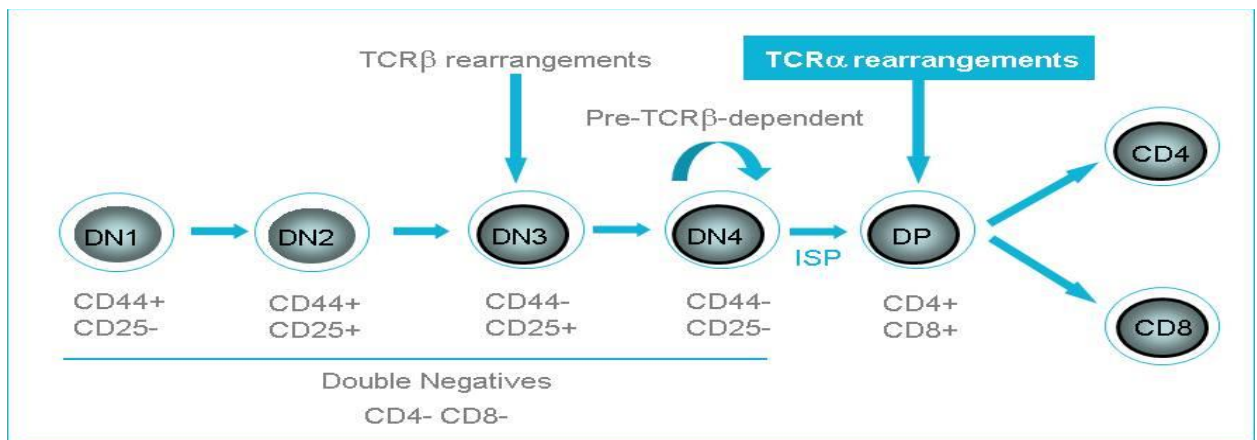 TCRβ rearrangements
TCRα rearrangements
Pre-TCRβ-dependent
CD4
DN1
DN2
DN3
DN4
ISP
DP
CD8
CD44+
CD25-
CD44+
CD25+
CD44-
CD25+
CD44-
CD25-
CD4+
CD8+
Double Negatives
CD4- CD8-